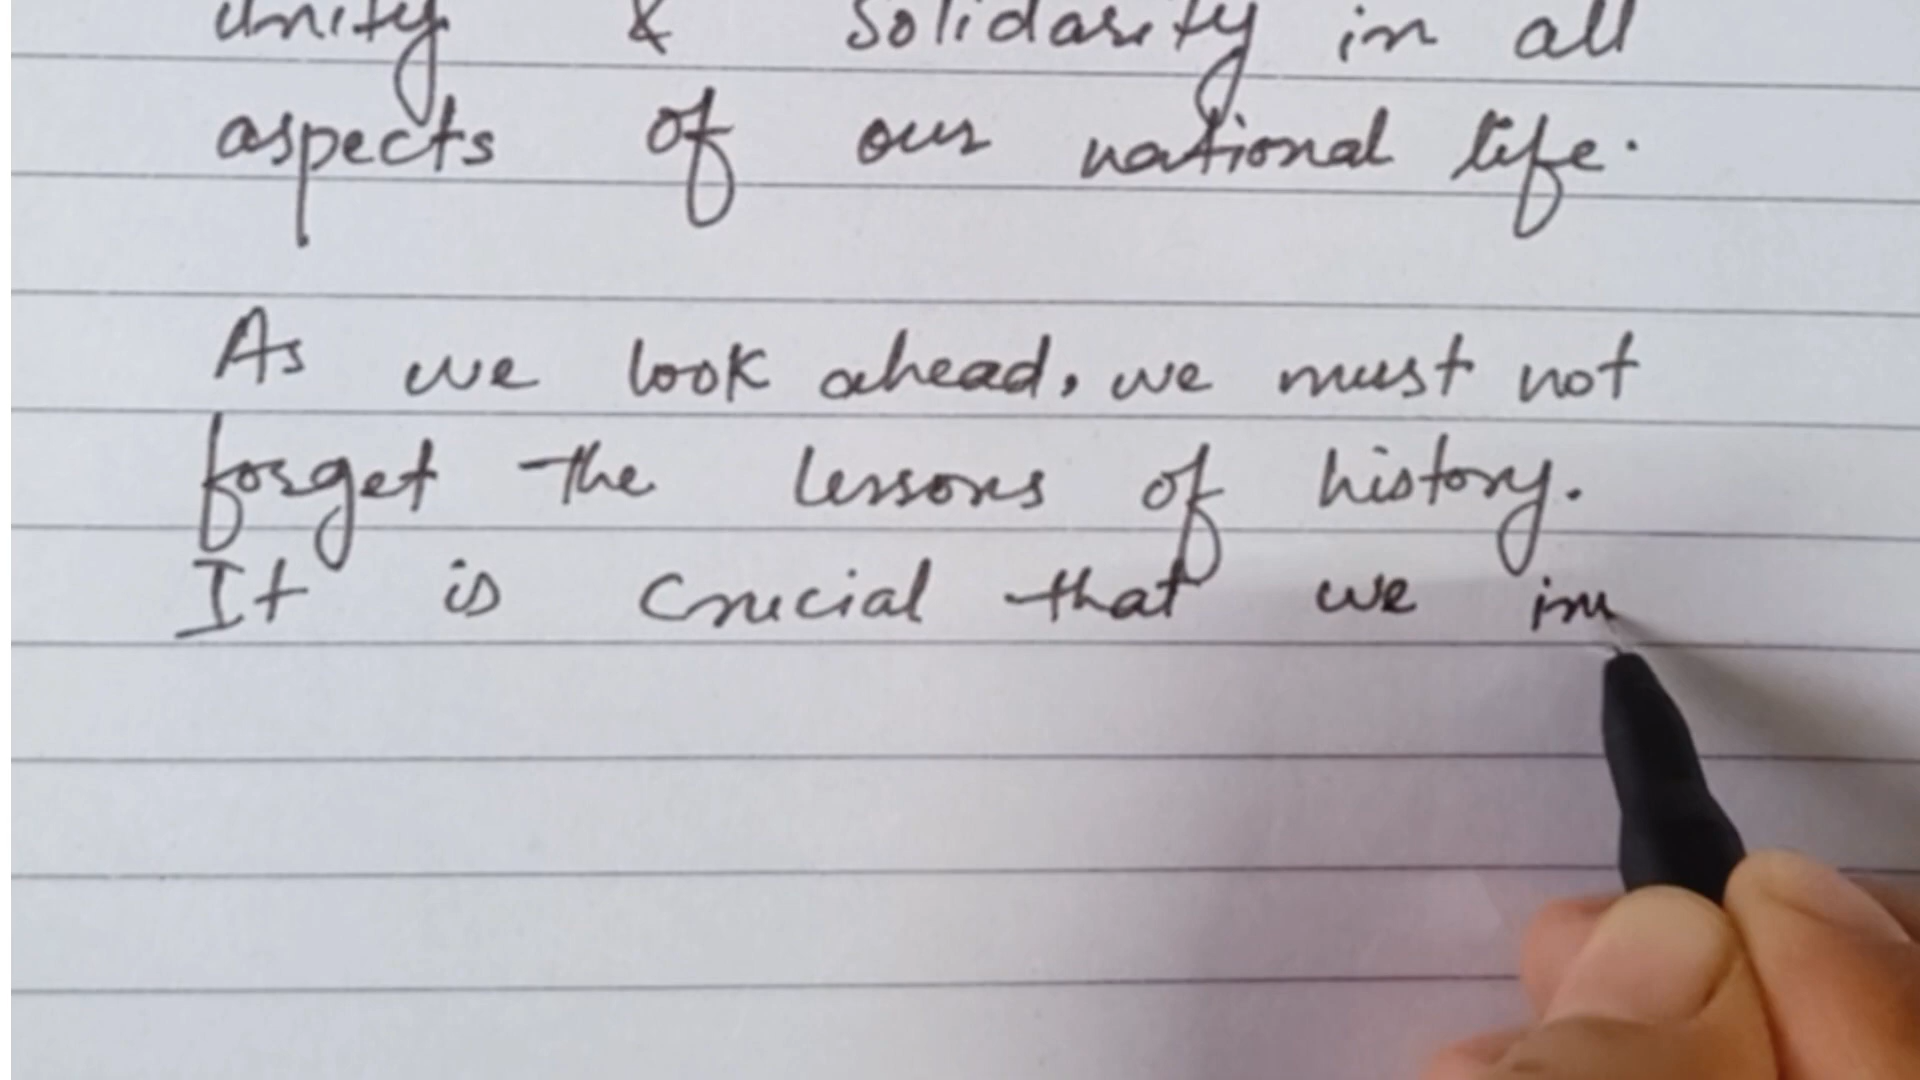 unity & solidarity in all
aspects of our national life.
As we look ahead, we must not
forget the lessons of history.
It is crucial that we